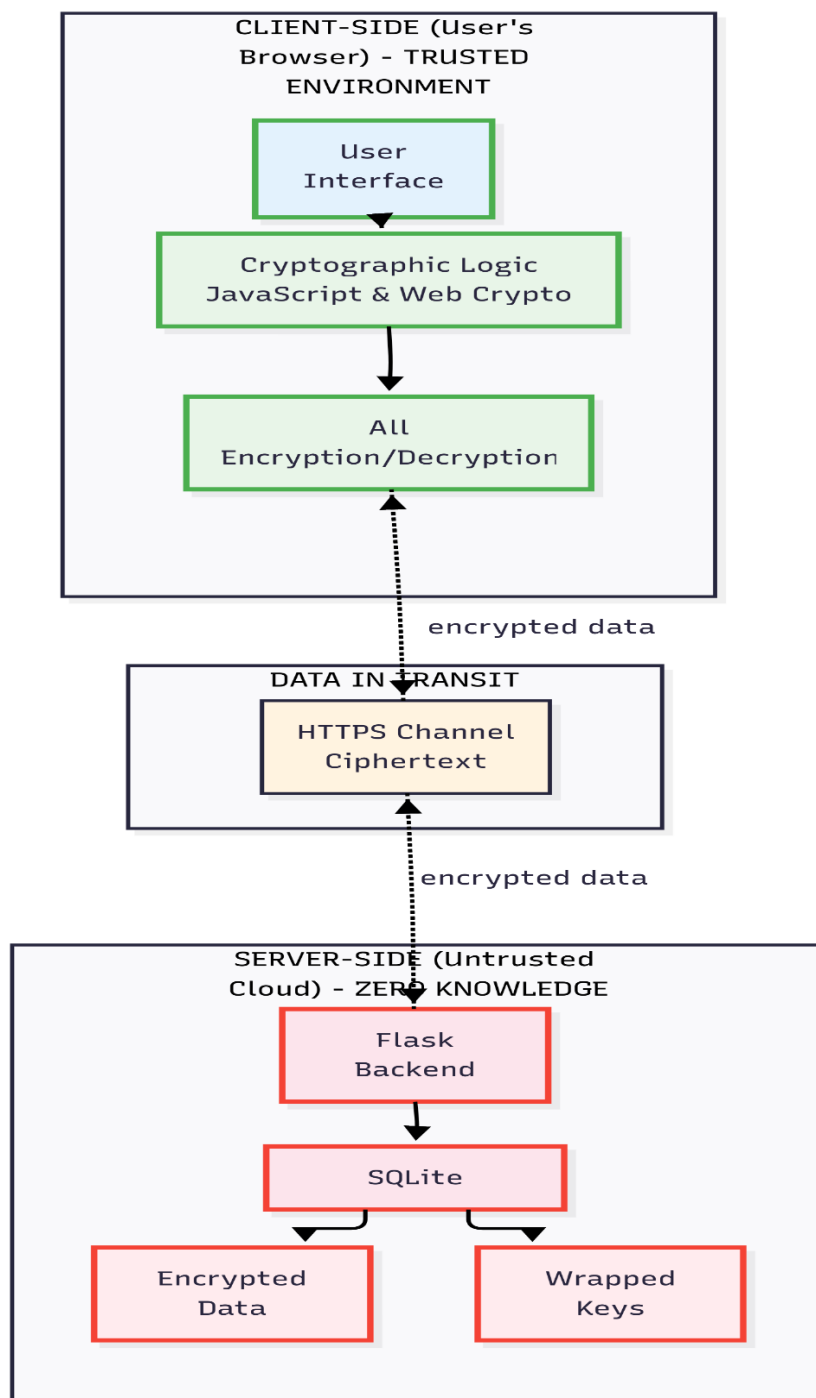 CLIENT-SIDE (User's
Browser) - TRUSTED
ENVIRONMENT
User
Interface
Cryptographic Logic
JavaScript & Web Crypto
All
Encryption/Decryption
encrypted data
DATA IN TRANSIT
HTTPS Channel
Ciphertext
encrypted data
SERVER-SIDE (Untrusted
Cloud) - ZERO KNOWLEDGE
Flask
Backend
SQLite
Encrypted
Data
Wrapped
Keys